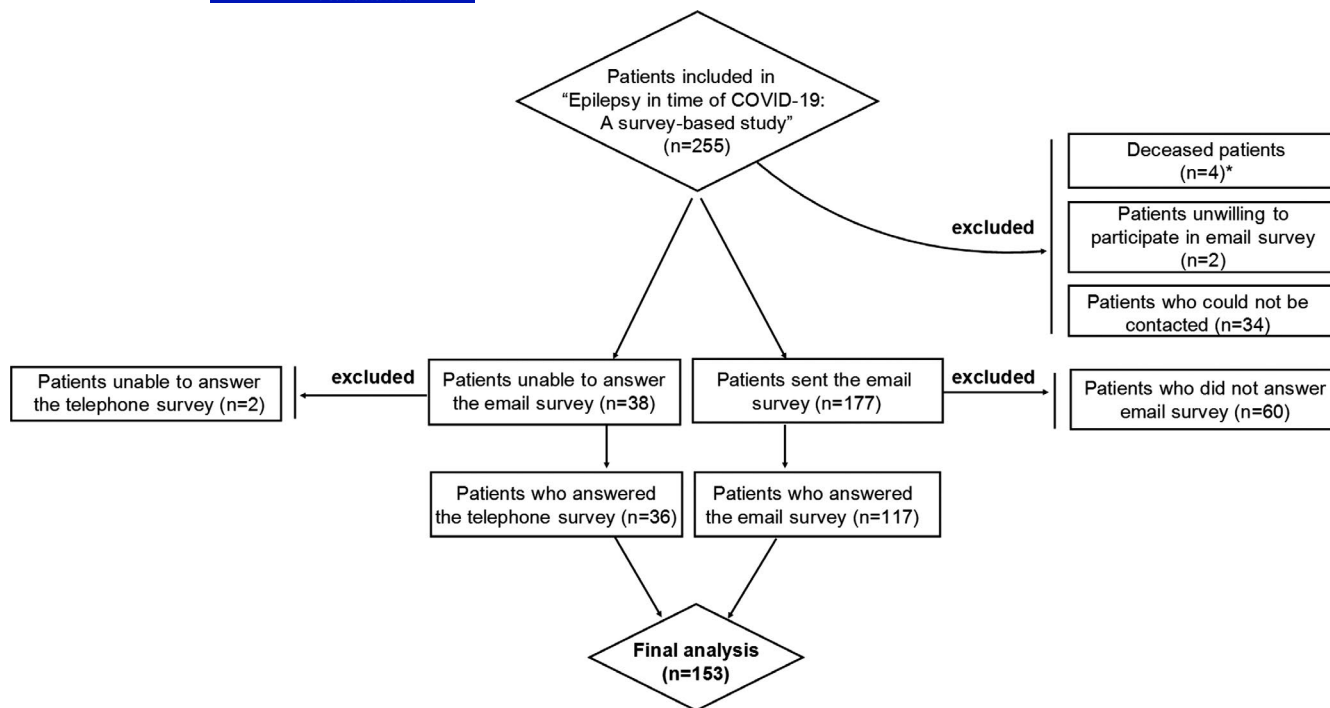 Patients included in
“Epilepsy in time of COVID-19:
A survey-based study”
(n=255)
excluded
Deceased patients
(n=4)*
Patients unwilling to
participate in email survey
(n=2)
Patients who could not be
contacted (n=34)
Patients unable to answer
the telephone survey (n=2)
excluded
Patients unable to answer
the email survey (n=38)
Patients sent the email
survey (n=177)
excluded
Patients who did not answer
email survey (n=60)
Patients who answered
the telephone survey (n=36)
Patients who answered
the email survey (n=117)
Final analysis
(n=153)